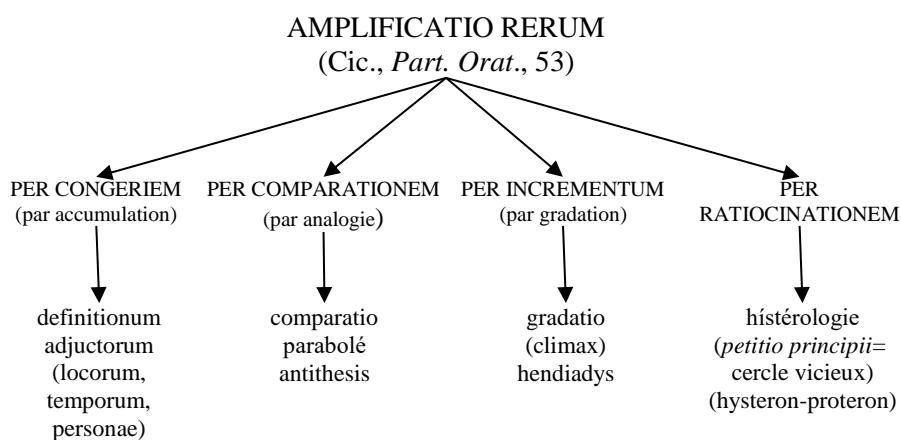 AMPLIFICATIO RERUM
(Cic., Part. Orat., 53)
PER CONGERIEM
(par accumulation)
PER COMPARATIONEM
(par analogie)
PER INCREMENTUM
(par gradation)
PER
RATIOCINATIONEM
definitionum
adjuctorum
(locorum,
temporum,
personae)
comparatio
parabolé
antithesis
gradatio
(climax)
hendiadys
hístérologie
(petitio principii=
cercle vicieux)
(hysteron-proteron)